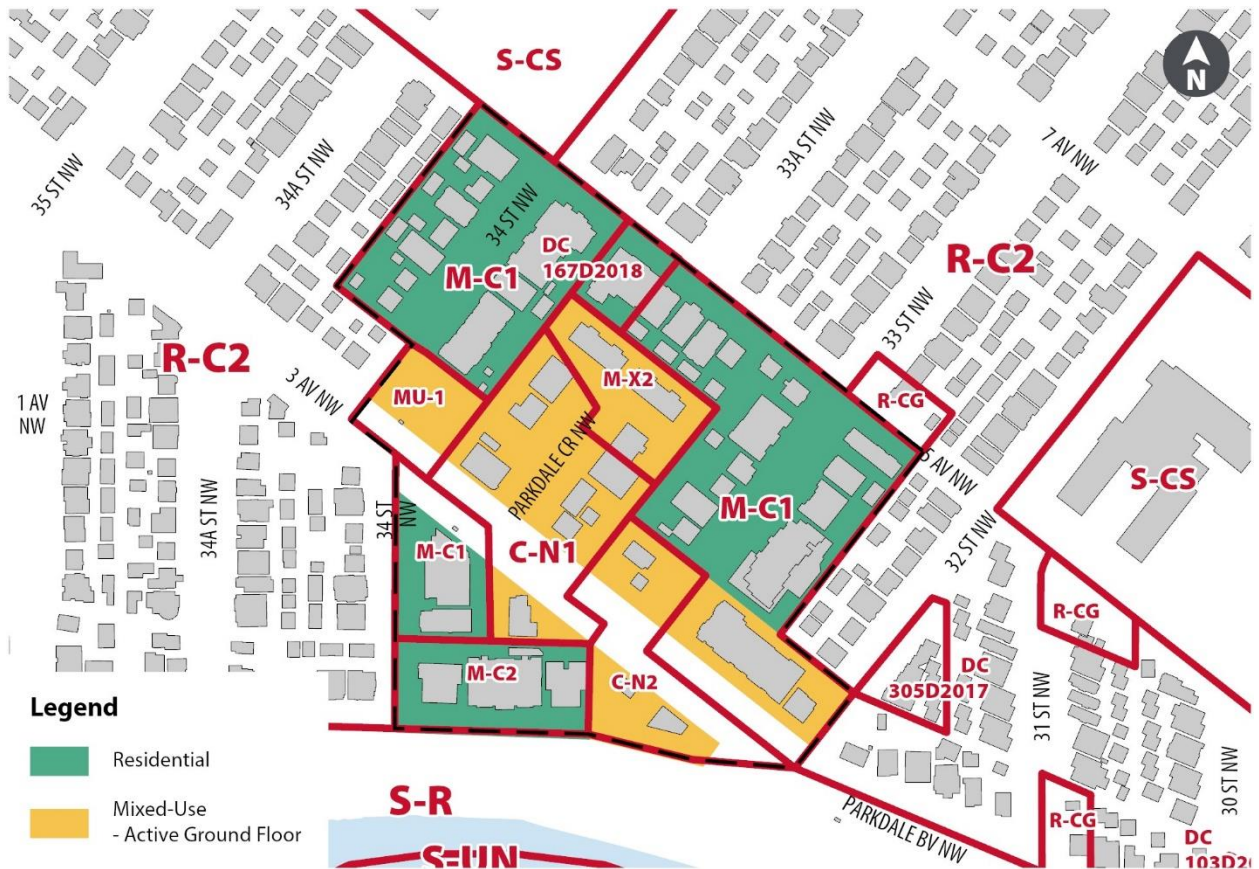 S-CS
N
35 ST NW
34A ST NW
34 ST NW
33A ST NW
7 AV NW
DC
167D2018
M-C1
R-C2
33 ST NW
R-C2
3 AV NW
MU-1
M-X2
R-CG
1 AV
NW
PARKDALE CR NW
5 AV NW
S-CS
34A ST NW
34 ST
NW
M-C1
M-C1
C-N1
32 ST NW
R-CG
M-C2
C-N2
DC
305D2017
31 ST NW
30 ST NW
Legend
Residential
Mixed-Use
- Active Ground Floor
S-R
S-UN
PARKDALE BV NW
R-CG
DC